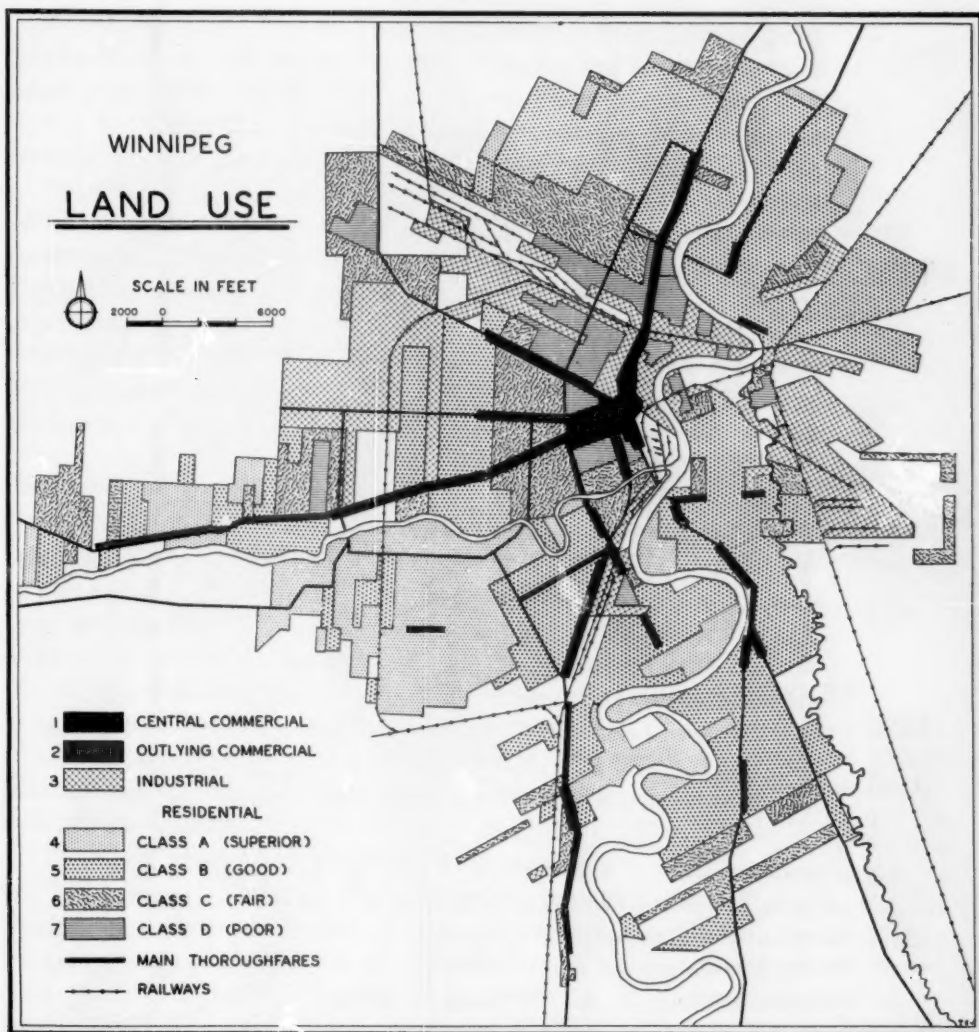 WINNIPEG
LAND USE
SCALE IN FEET
2000 0 6000
1 CENTRAL COMMERCIAL
2 OUTLYING COMMERCIAL
3 INDUSTRIAL
RESIDENTIAL
4 CLASS A (SUPERIOR)
5 CLASS B (GOOD)
6 CLASS C (FAIR)
7 CLASS D (POOR)
MAIN THOROUGHFARES
RAILWAYS